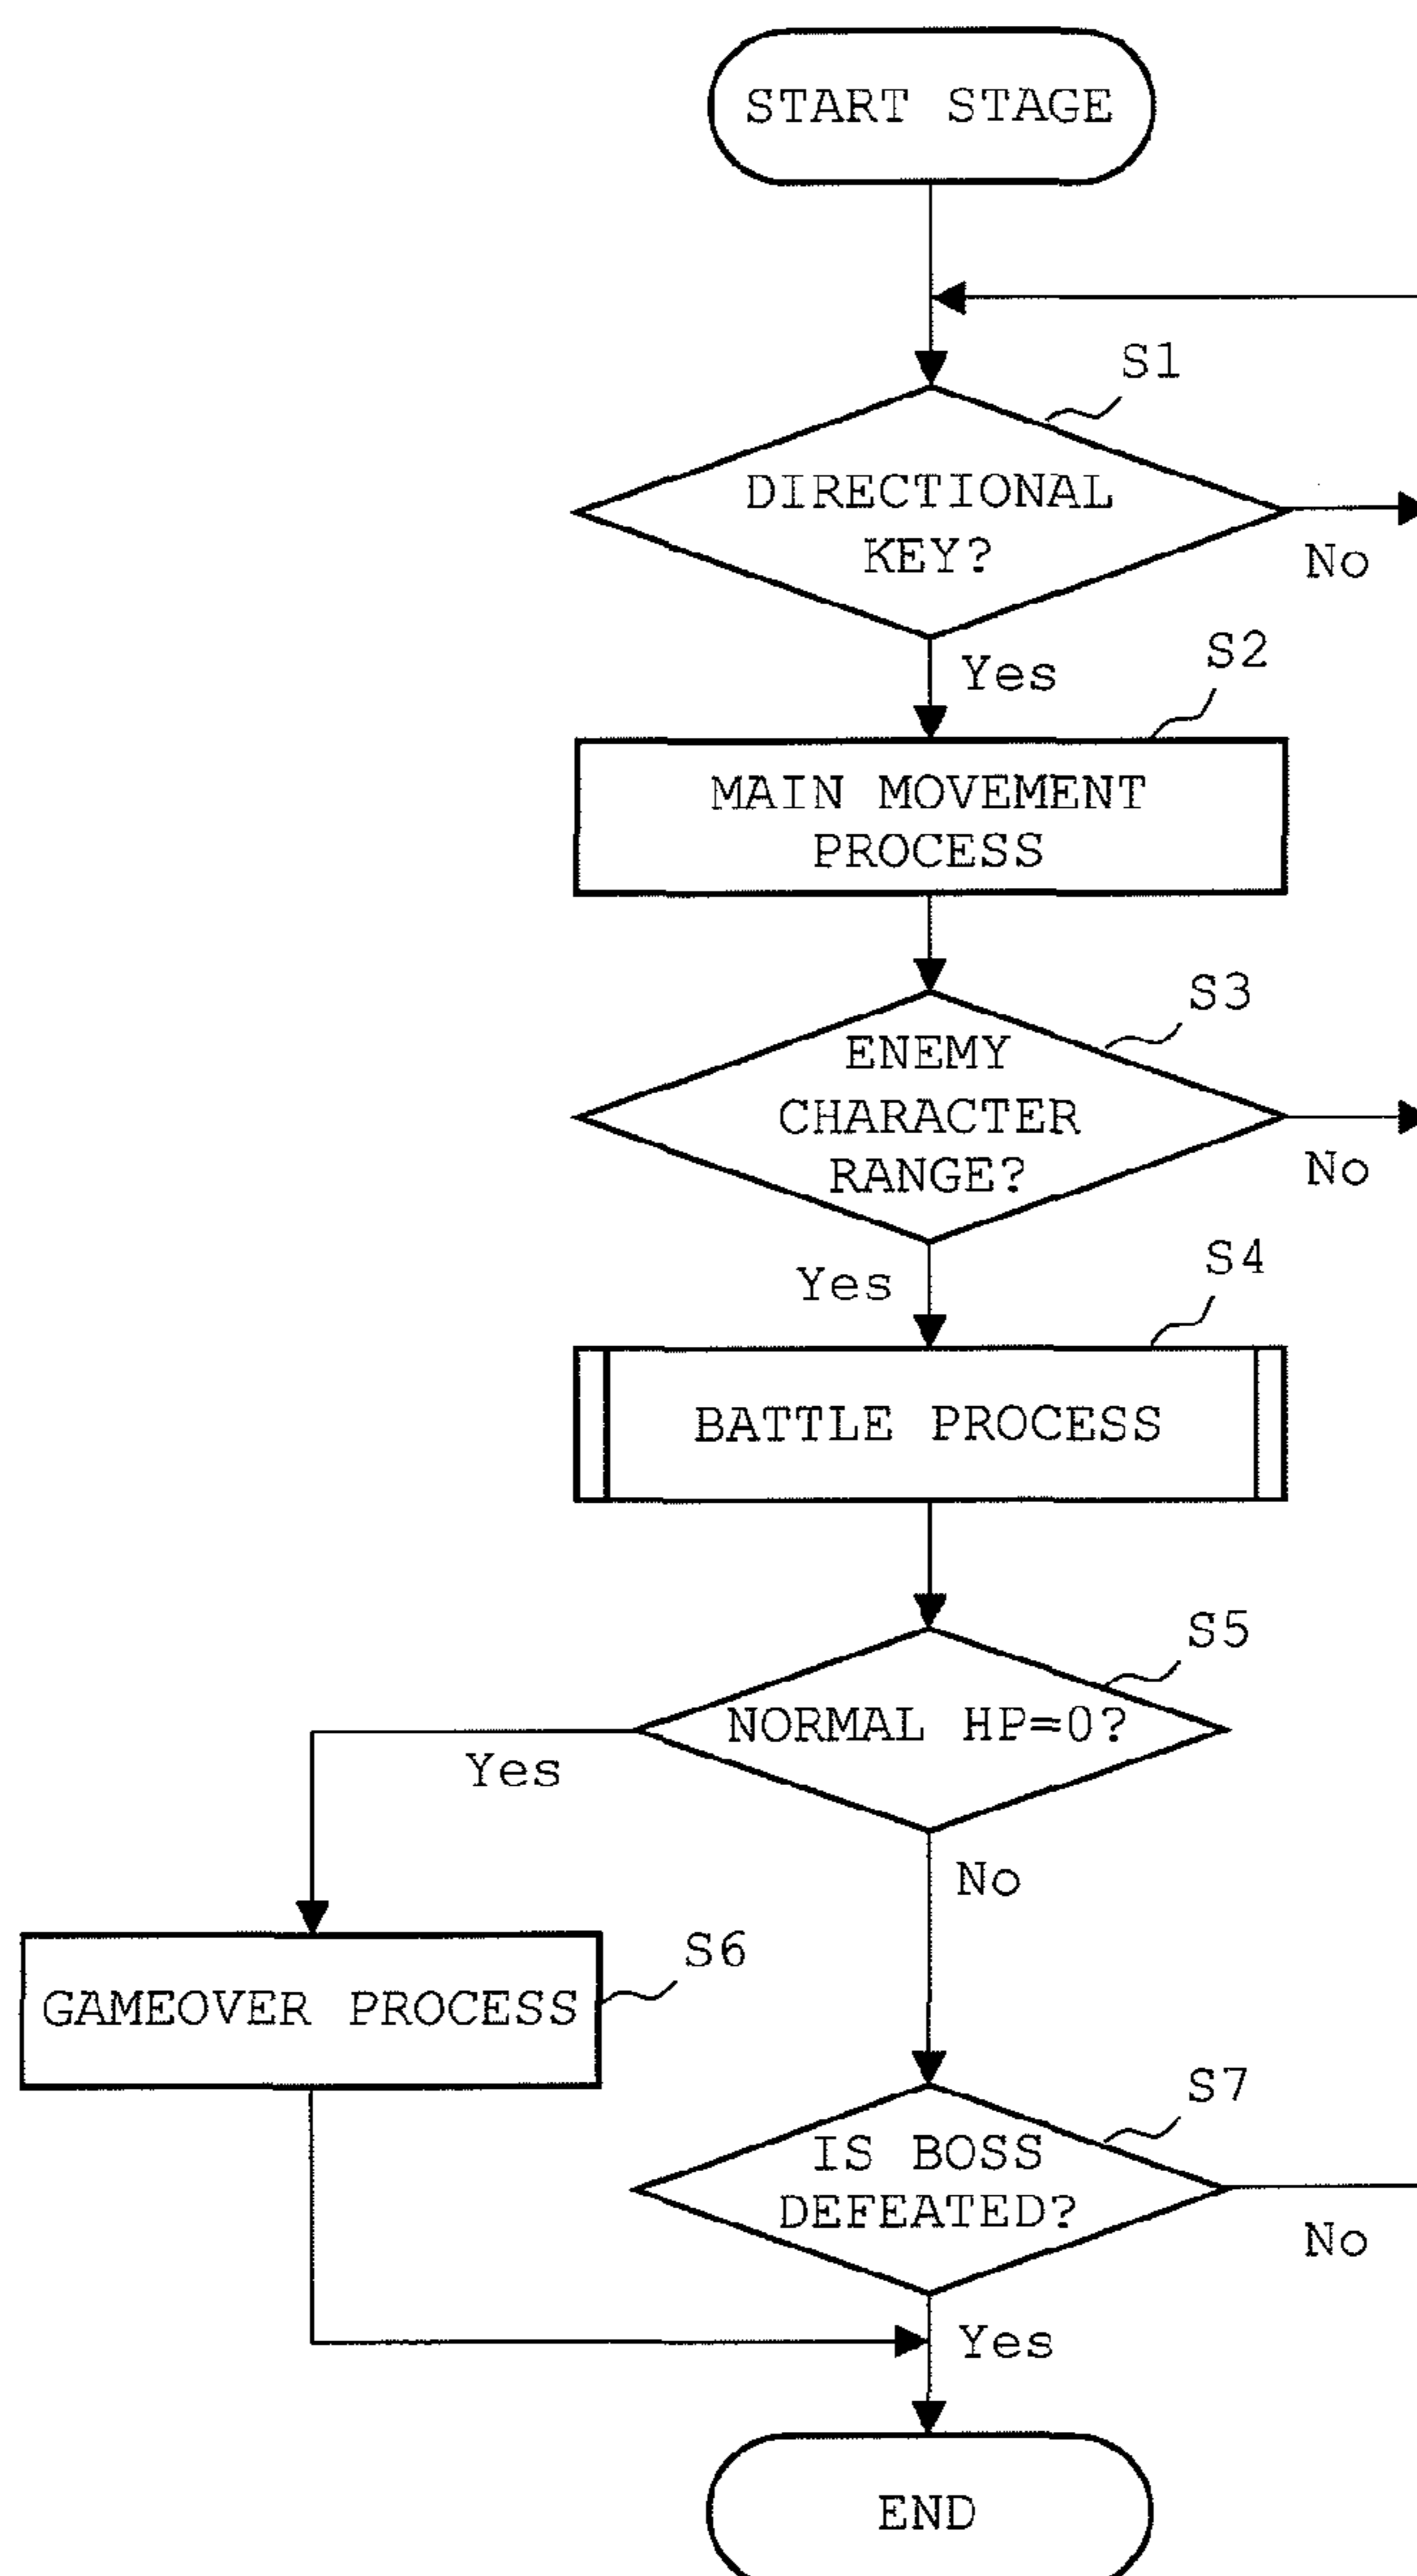 START STAGE
S1
DIRECTIONAL
KEY?
No
Yes
S2
MAIN MOVEMENT
PROCESS
S3
ENEMY
CHARACTER
RANGE?
No
Yes
S4
BATTLE PROCESS
S5
NORMAL HP=0?
Yes
No
S6
GAMEOVER PROCESS
S7
IS BOSS
DEFEATED?
No
Yes
END